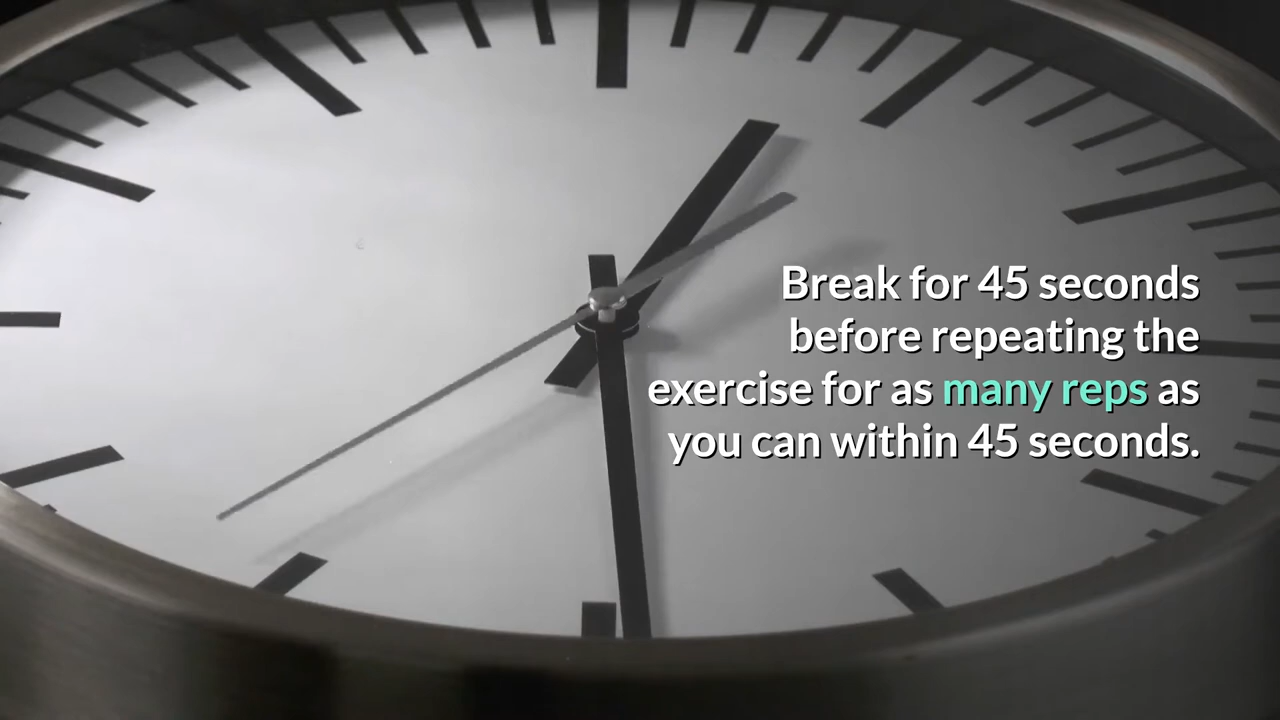 Break for 45 seconds
before repeating the
exercise for as many reps as
you can within 45 seconds.